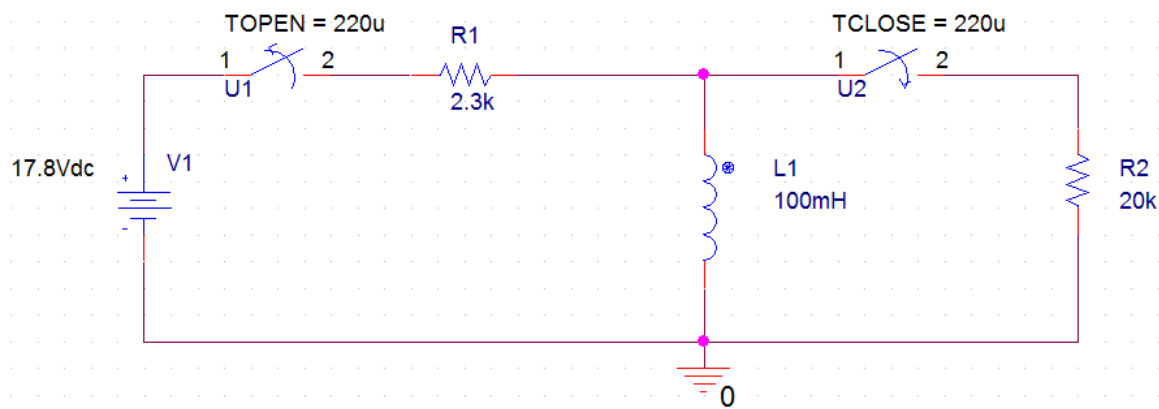 TOPEN = 220u
TCLOSE = 220u
R1
1
2
1
2
U1
2.3k
U2
17.8Vdc
+
V1
-
L1
100mH
R2
20k
0